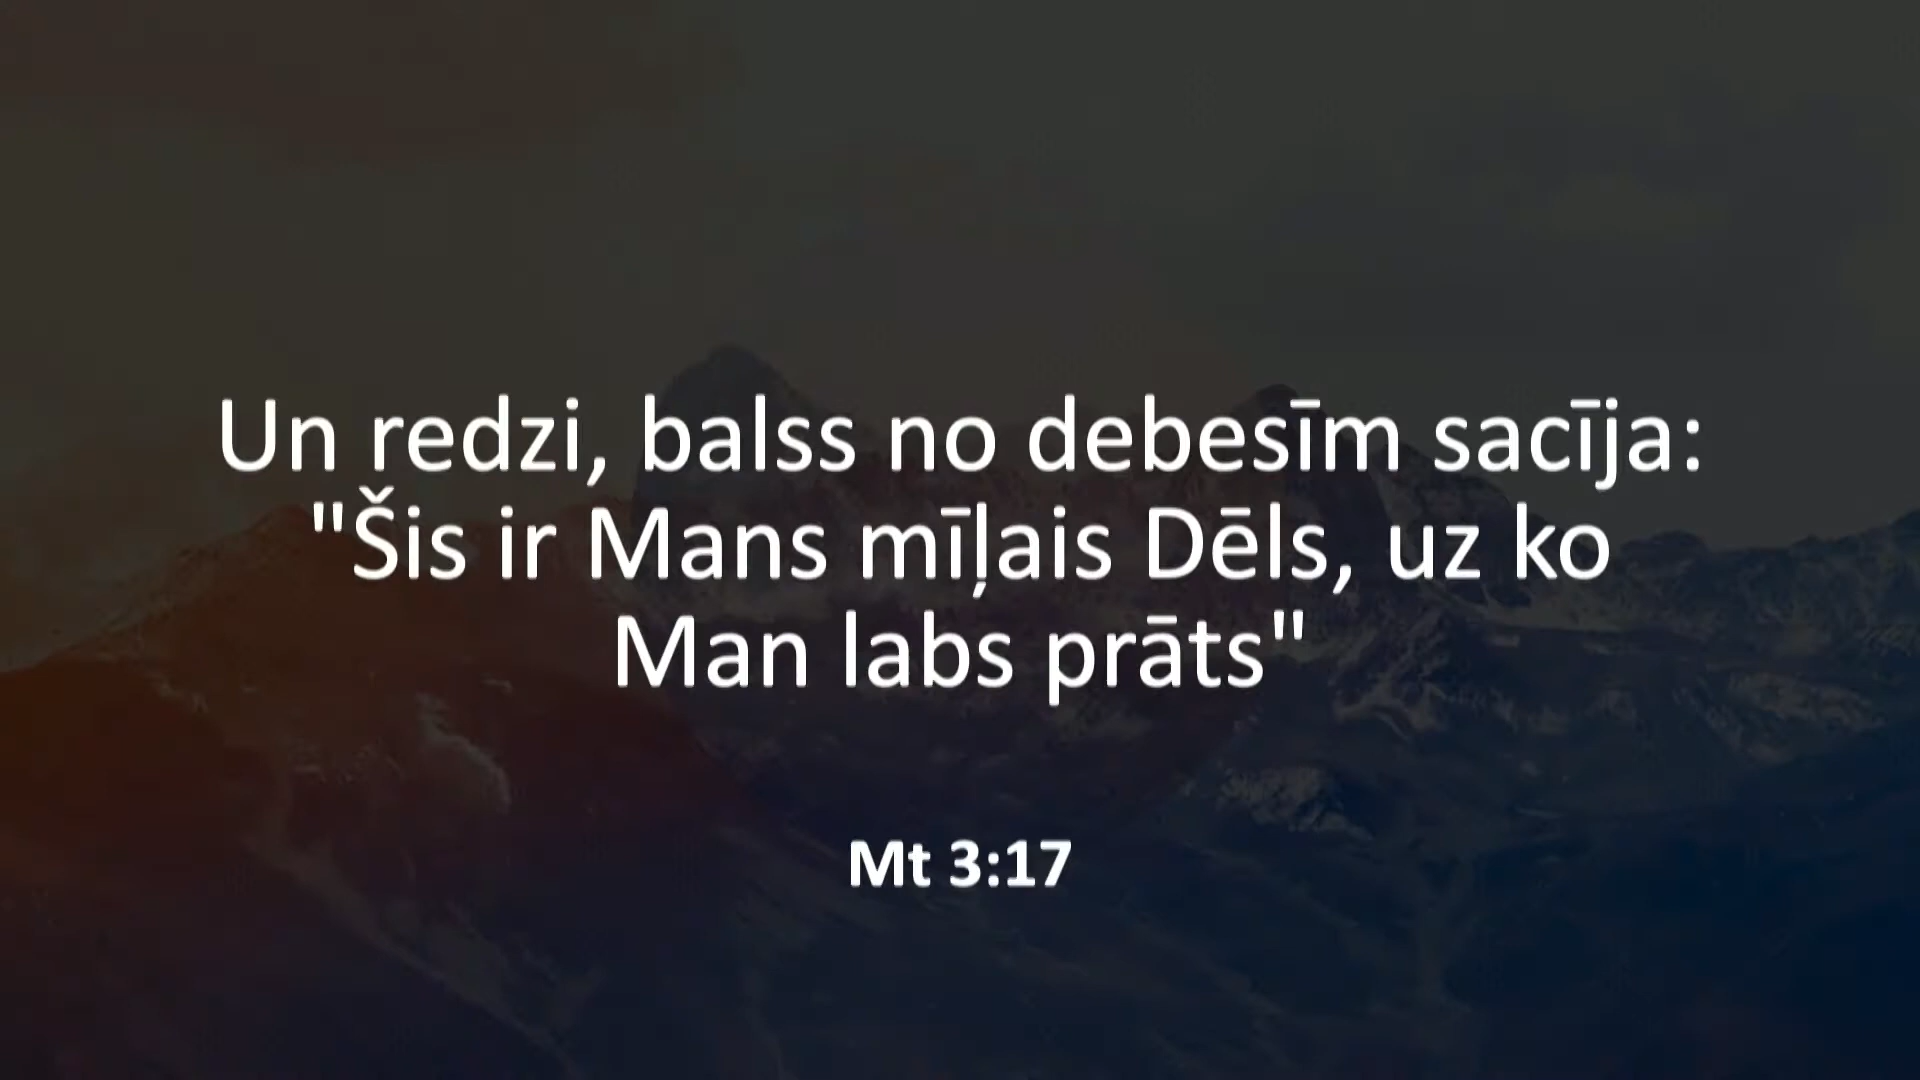 Un redzi, balss no debesīm sacīja:
"Šis ir Mans mīļais Dēls, uz ko
Man labs prāts"
Mt 3:17